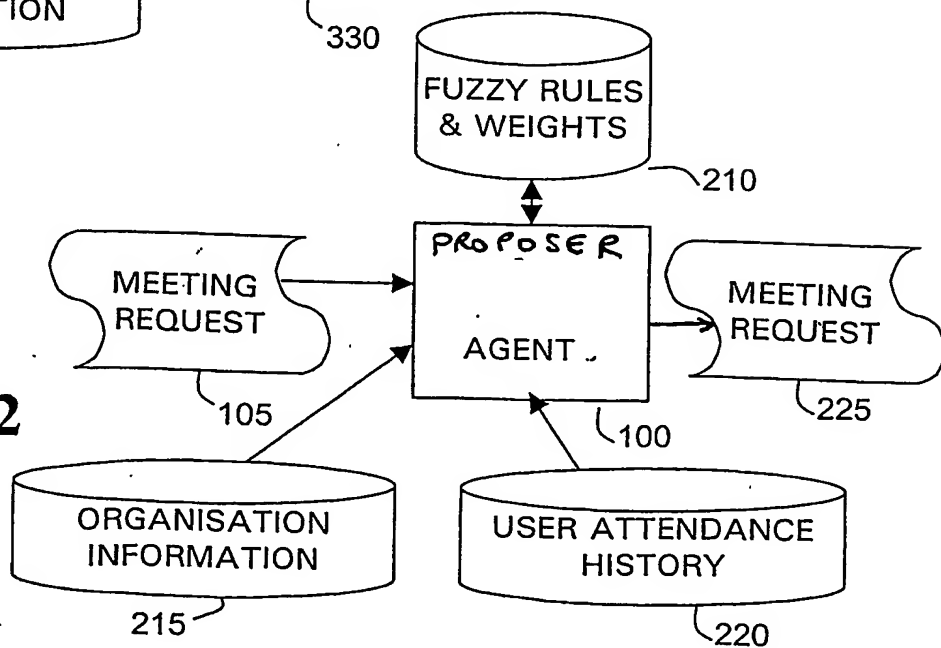 TION
330
FUZZY RULES
& WEIGHTS
210
PROPOSER
AGENT
MEETING
REQUEST
105
MEETING
REQUEST
225
100
2
ORGANISATION
INFORMATION
215
USER ATTENDANCE
HISTORY
220